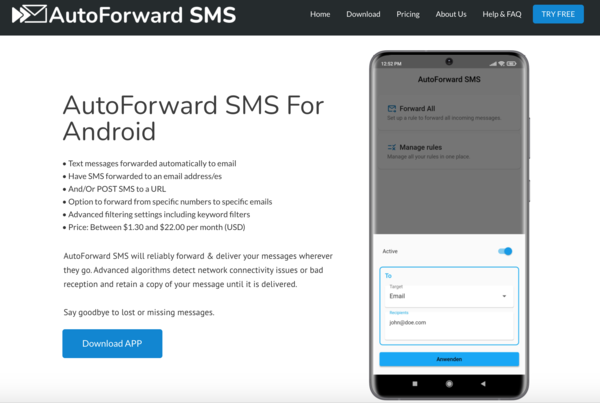 AutoForward SMS
Home Download Pricing About Us Help & FAQ TRY FREE
AutoForward SMS For
Android
• Text messages forwarded automatically to email
• Have SMS forwarded to an email address/es
• And/Or POST SMS to a URL
• Option to forward from specific numbers to specific emails
• Advanced filtering settings including keyword filters
• Price: Between $1.30 and $22.00 per month (USD)
AutoForward SMS will reliably forward & deliver your messages wherever
they go. Advanced algorithms detect network connectivity issues or bad
reception and retain a copy of your message until it is delivered.
Say goodbye to lost or missing messages.
Download APP
12:52 PM
AutoForward SMS
Forward All
Set up a rule to forward all incoming messages.
Manage rules
Manage all your rules in one place.
Active
To
Target
Email
Recipients
john@doe.com
Anwenden